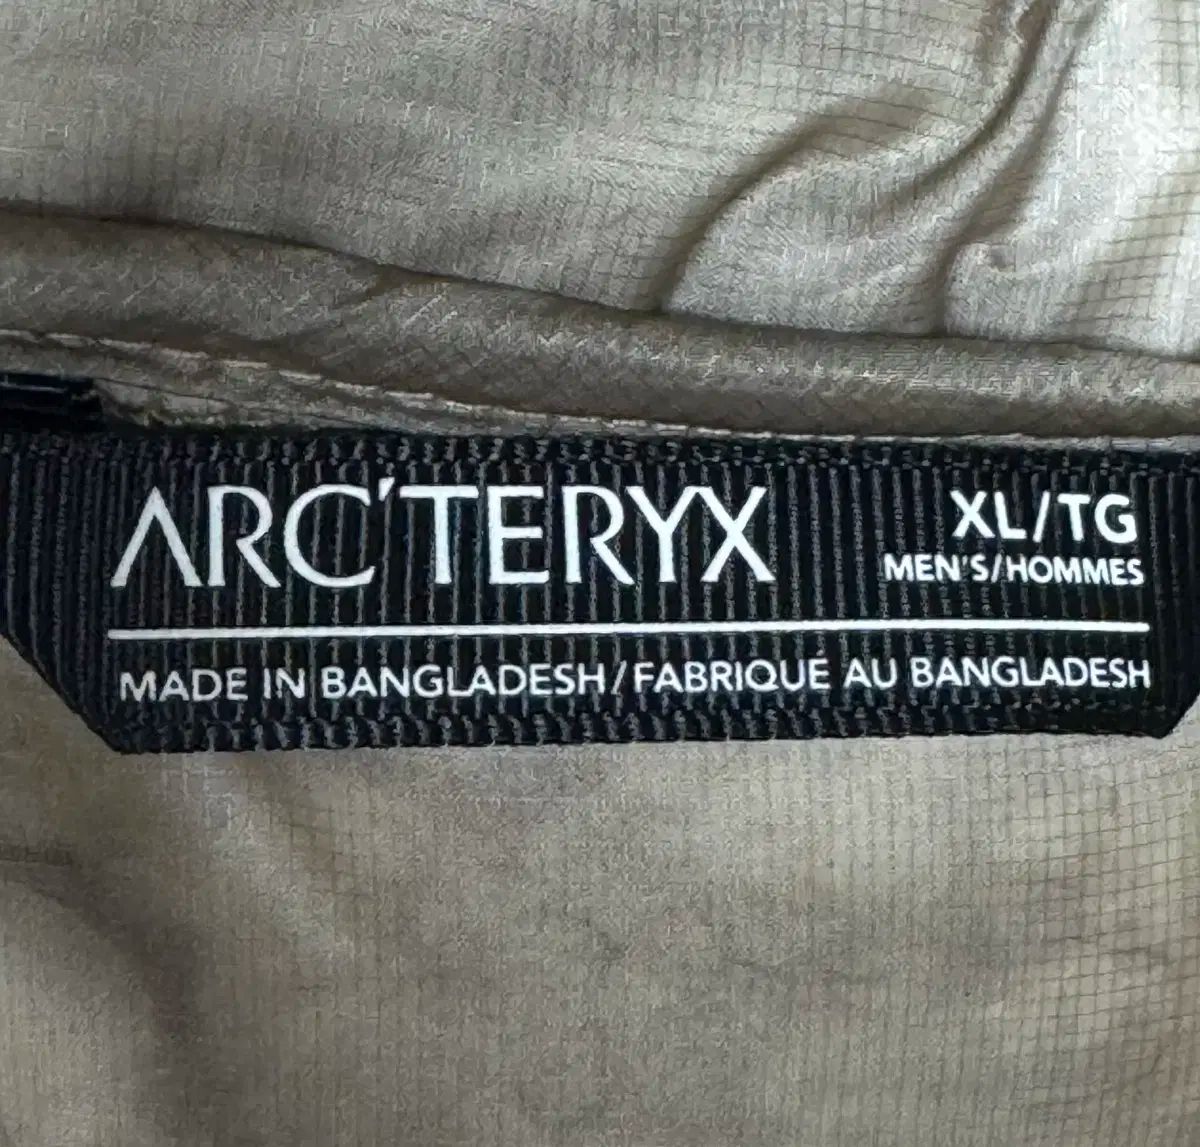 ARC'TERYX
XL/TG
MEN'S/HOMMES
MADE IN BANGLADESH/FABRIQUÉ AU BANGLADESH